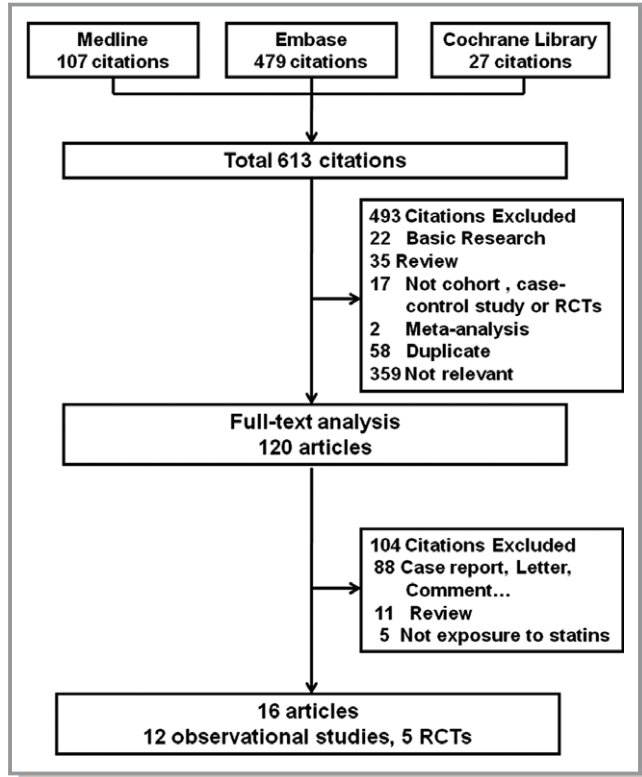 Medline
107 citations
Embase
479 citations
Cochrane Library
27 citations
Total 613 citations
493 Citations Excluded
22 Basic Research
35 Review
17 Not cohort , case-
control study or RCTs
2 Meta-analysis
58 Duplicate
359 Not relevant
Full-text analysis
120 articles
104 Citations Excluded
88 Case report, Letter,
Comment...
11 Review
5 Not exposure to statins
16 articles
12 observational studies, 5 RCTs